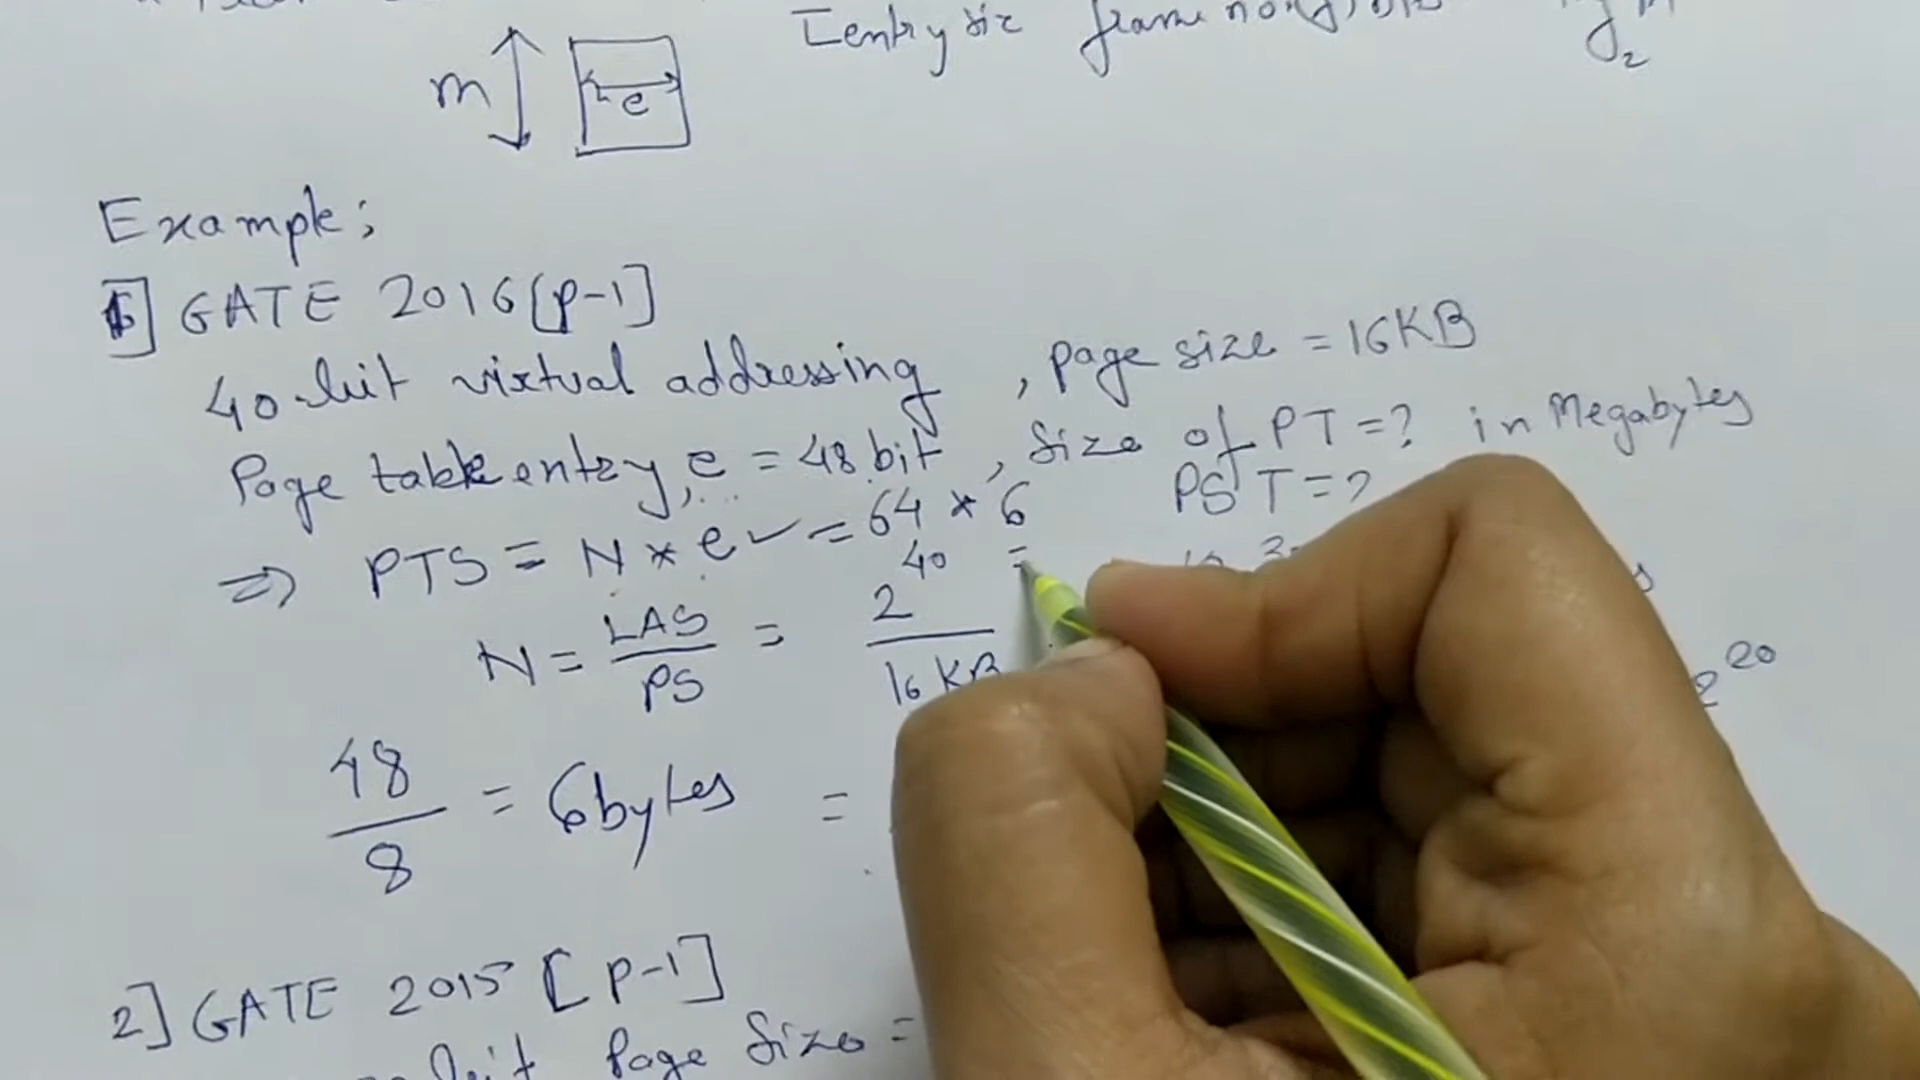 Ientry size frame no.
2
m
e
Example;
1] GATE 2016[P-1]
40-bit virtual addressing, page size = 16KB
Page table entry, e = 48 bit, Size of PT=? in Megabytes
PST=?
⇒ PTS = N * e ✓ = 64 * 6
=
N = LAS / PS = 2^40 / 16 KB
2^20
48 / 8 = 6bytes =
2] GATE 2015 [P-1]
bit Page Size =